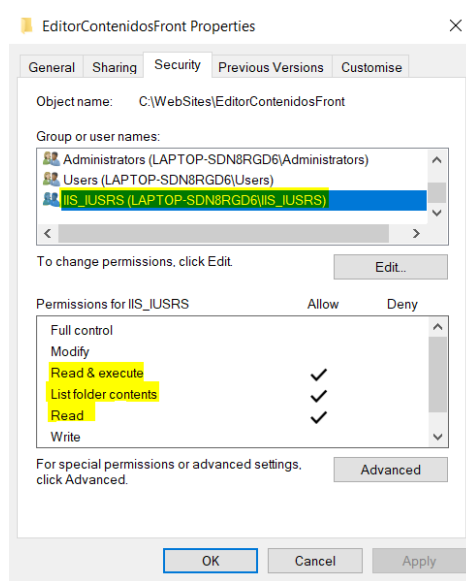 EditorContenidosFront Properties
General Sharing Security Previous Versions Customise
Object name: C:\WebSites\EditorContenidosFront
Group or user names:
Administrators (LAPTOP-SDN8RGD6\Administrators)
Users (LAPTOP-SDN8RGD6\Users)
IIS_IUSRS (LAPTOP-SDN8RGD6\IIS_IUSRS)
To change permissions, click Edit.
Edit...
Permissions for IIS_IUSRS Allow Deny
Full control
Modify
Read & execute
List folder contents
Read
Write
For special permissions or advanced settings,
click Advanced.
Advanced
OK Cancel Apply